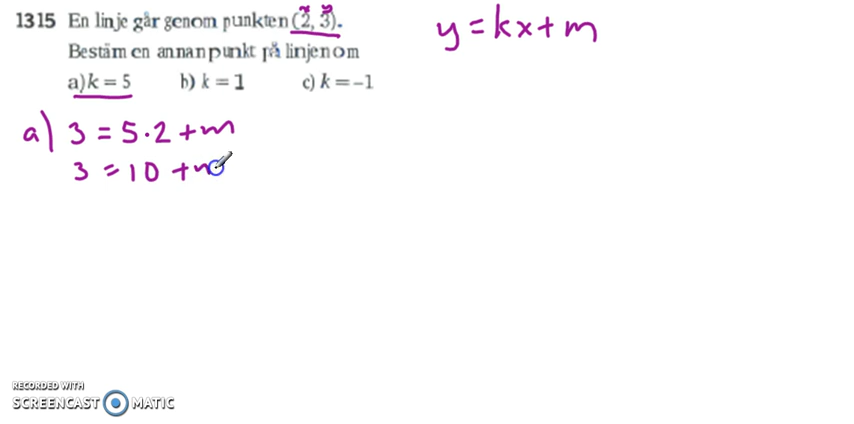 1315 En linje går genom punkten (2, 3).
x y
y = kx + m
Bestäm en annan punkt på linjen om
a) k = 5 b) k = 1 c) k = −1
a) 3 = 5·2 + m
3 = 10 + m
RECORDED WITH
SCREENCAST MATIC